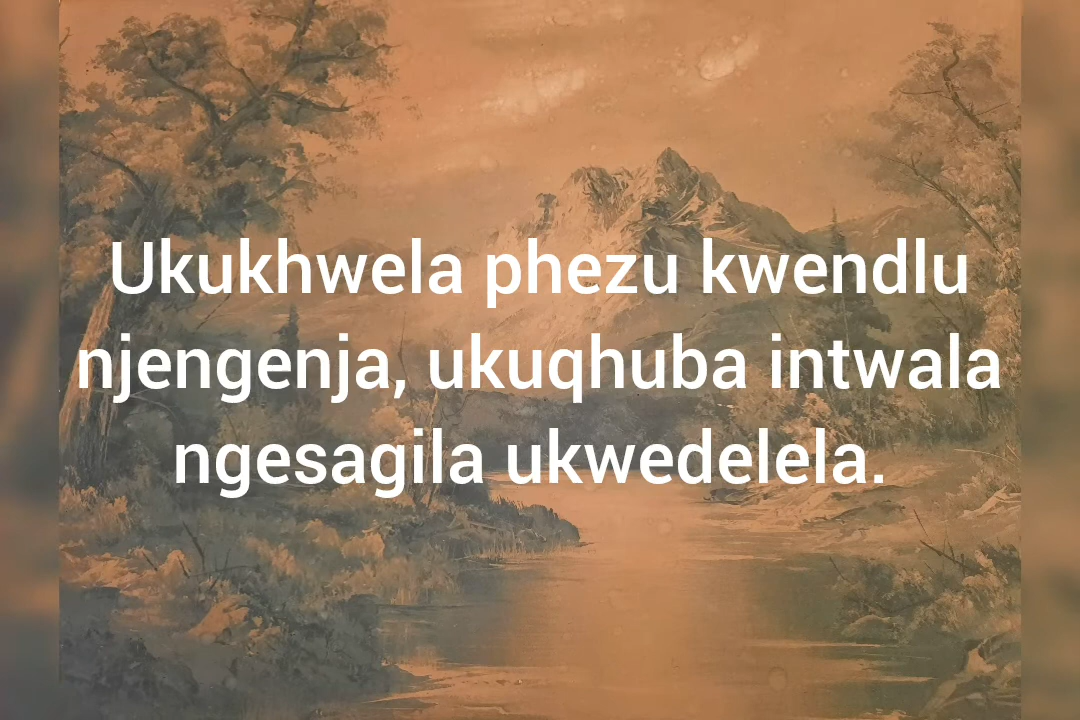 Ukukhwela phezu kwendlu
njengenja, ukuqhuba intwala
ngesagila ukwedelela.